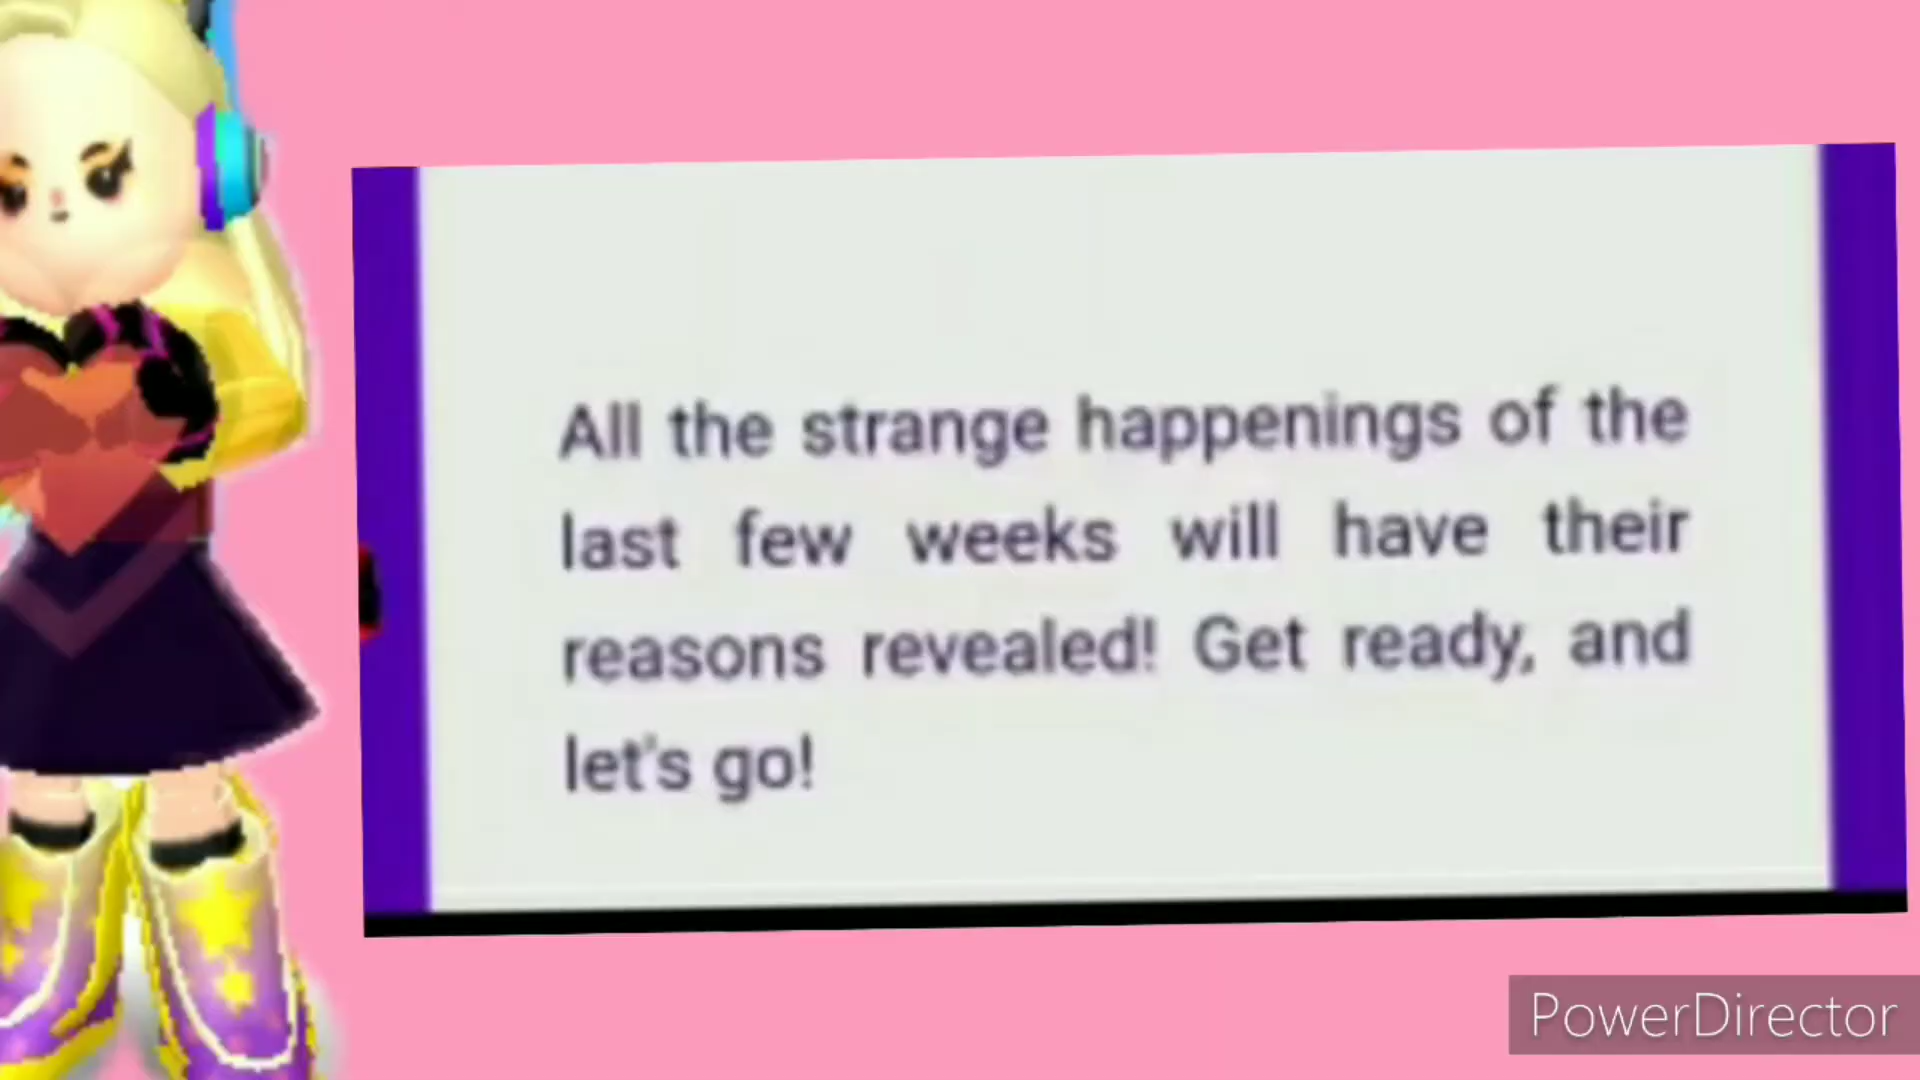 All the strange happenings of the
last few weeks will have their
reasons revealed! Get ready, and
let's go!
PowerDirector